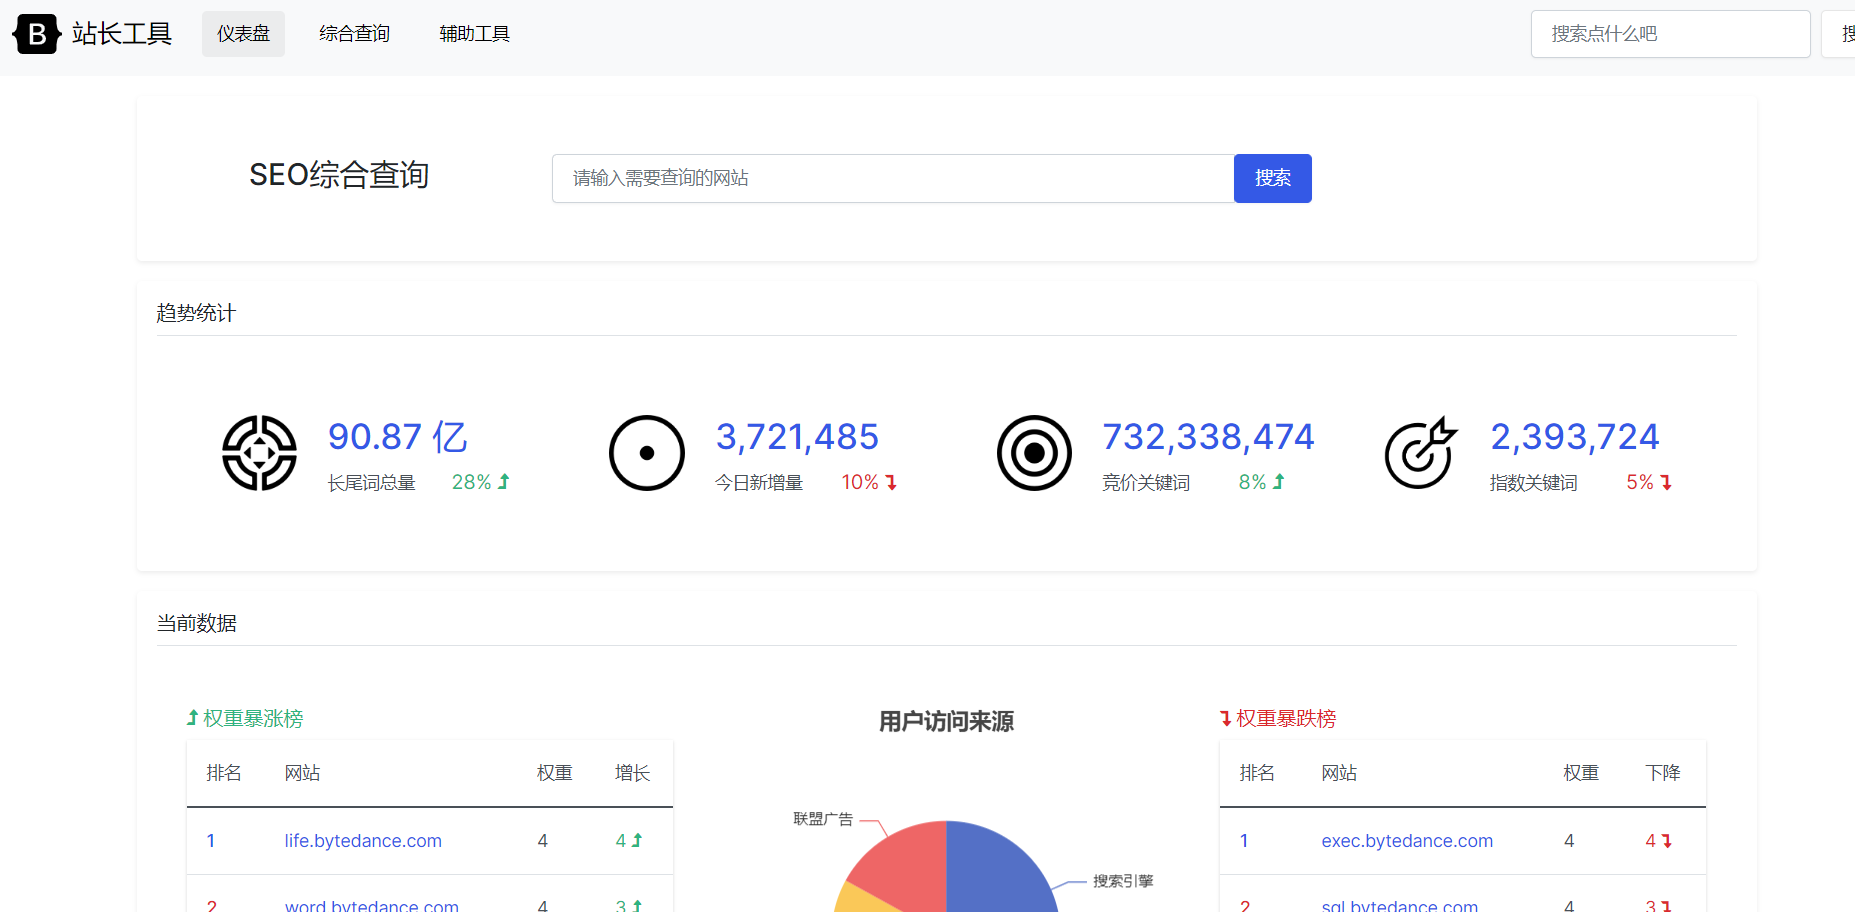 B 站长工具 仪表盘 综合查询 辅助工具 搜索点什么吧
SEO综合查询 请输入需要查询的网站 搜索
趋势统计
90.87 亿 3,721,485 732,338,474 2,393,724
长尾词总量 28% 今日新增量 10% 竞价关键词 8% 指数关键词 5%
当前数据
权重暴涨榜 用户访问来源 权重暴跌榜
排名 网站 权重 增长 排名 网站 权重 下降
联盟广告
1 life.bytedance.com 4 4 1 exec.bytedance.com 4 4
搜索引擎
2 word.bytedance.com 4 3 2 sql.bytedance.com 4 3